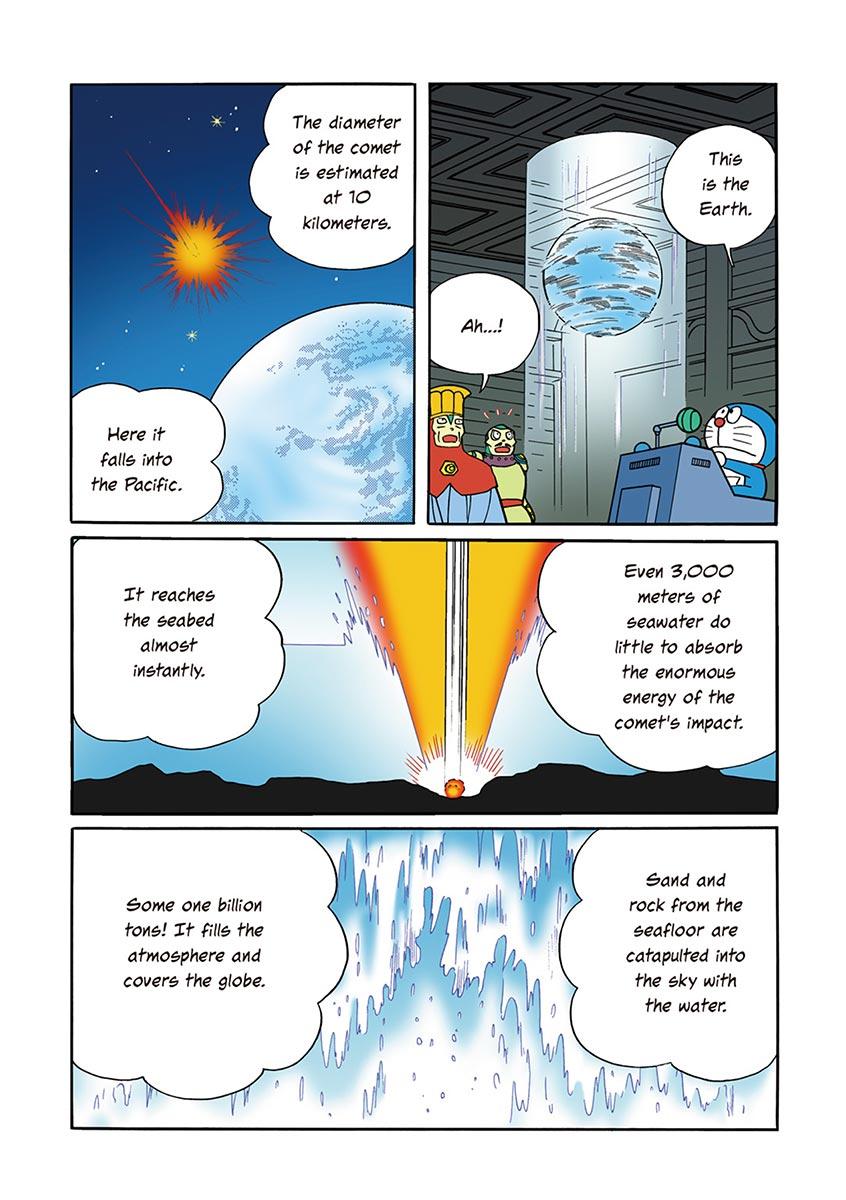 This
is the
Earth.
Ah...!
The diameter
of the comet
is estimated
at 10
kilometers.
Here it
falls into
the Pacific.
Even 3,000
meters of
seawater do
little to absorb
the enormous
energy of the
comet's impact.
It reaches
the seabed
almost
instantly.
Sand and
rock from the
seafloor are
catapulted into
the sky with
the water.
Some one billion
tons! It fills the
atmosphere and
covers the globe.